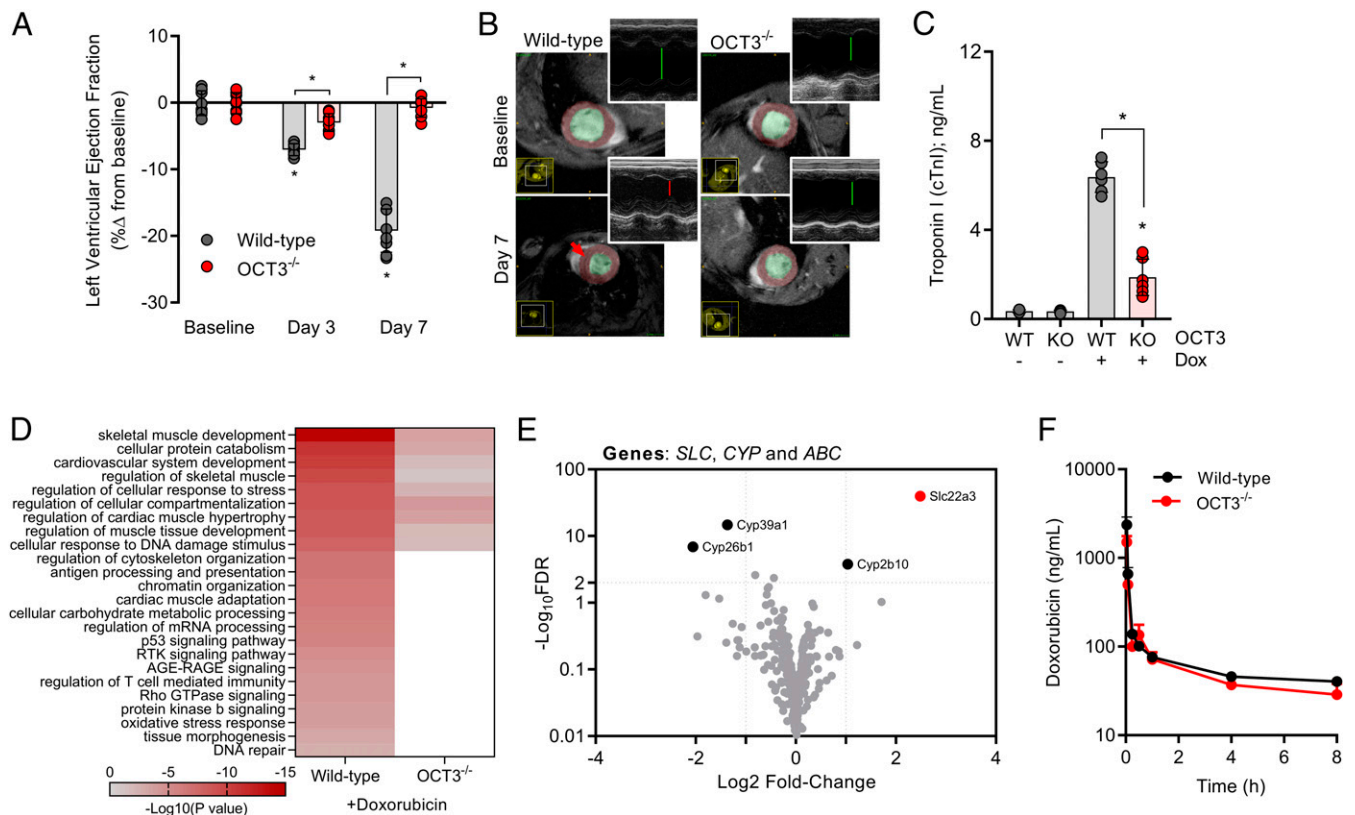 A
Left Ventricular Ejection Fraction
(%Δ from baseline)
10
0
-10
-20
-30
*
*
*
*
Wild-type
OCT3-/-
Baseline
Day 3
Day 7
B
Wild-type
OCT3-/-
Baseline
Day 7
C
Troponin I (cTnI); ng/mL
12
9
6
3
0
*
*
WT KO WT KO OCT3
- - + + Dox
D
skeletal muscle development
cellular protein catabolism
cardiovascular system development
regulation of skeletal muscle
regulation of cellular response to stress
regulation of cellular compartmentalization
regulation of cardiac muscle hypertrophy
regulation of muscle tissue development
cellular response to DNA damage stimulus
regulation of cytoskeleton organization
antigen processing and presentation
chromatin organization
cardiac muscle adaptation
cellular carbohydrate metabolic processing
regulation of mRNA processing
p53 signaling pathway
RTK signaling pathway
AGE-RAGE signaling
regulation of T cell mediated immunity
Rho GTPase signaling
protein kinase b signaling
oxidative stress response
tissue morphogenesis
DNA repair
0 -5 -10 -15
-Log10(P value)
Wild-type
OCT3-/-
+Doxorubicin
E
Genes: SLC, CYP and ABC
-Log10FDR
100
10
2
1
0.1
0.01
Slc22a3
Cyp39a1
Cyp26b1
Cyp2b10
-4 -2 0 2 4
Log2 Fold-Change
F
Doxorubicin (ng/mL)
10000
1000
100
10
Wild-type
OCT3-/-
0 2 4 6 8
Time (h)